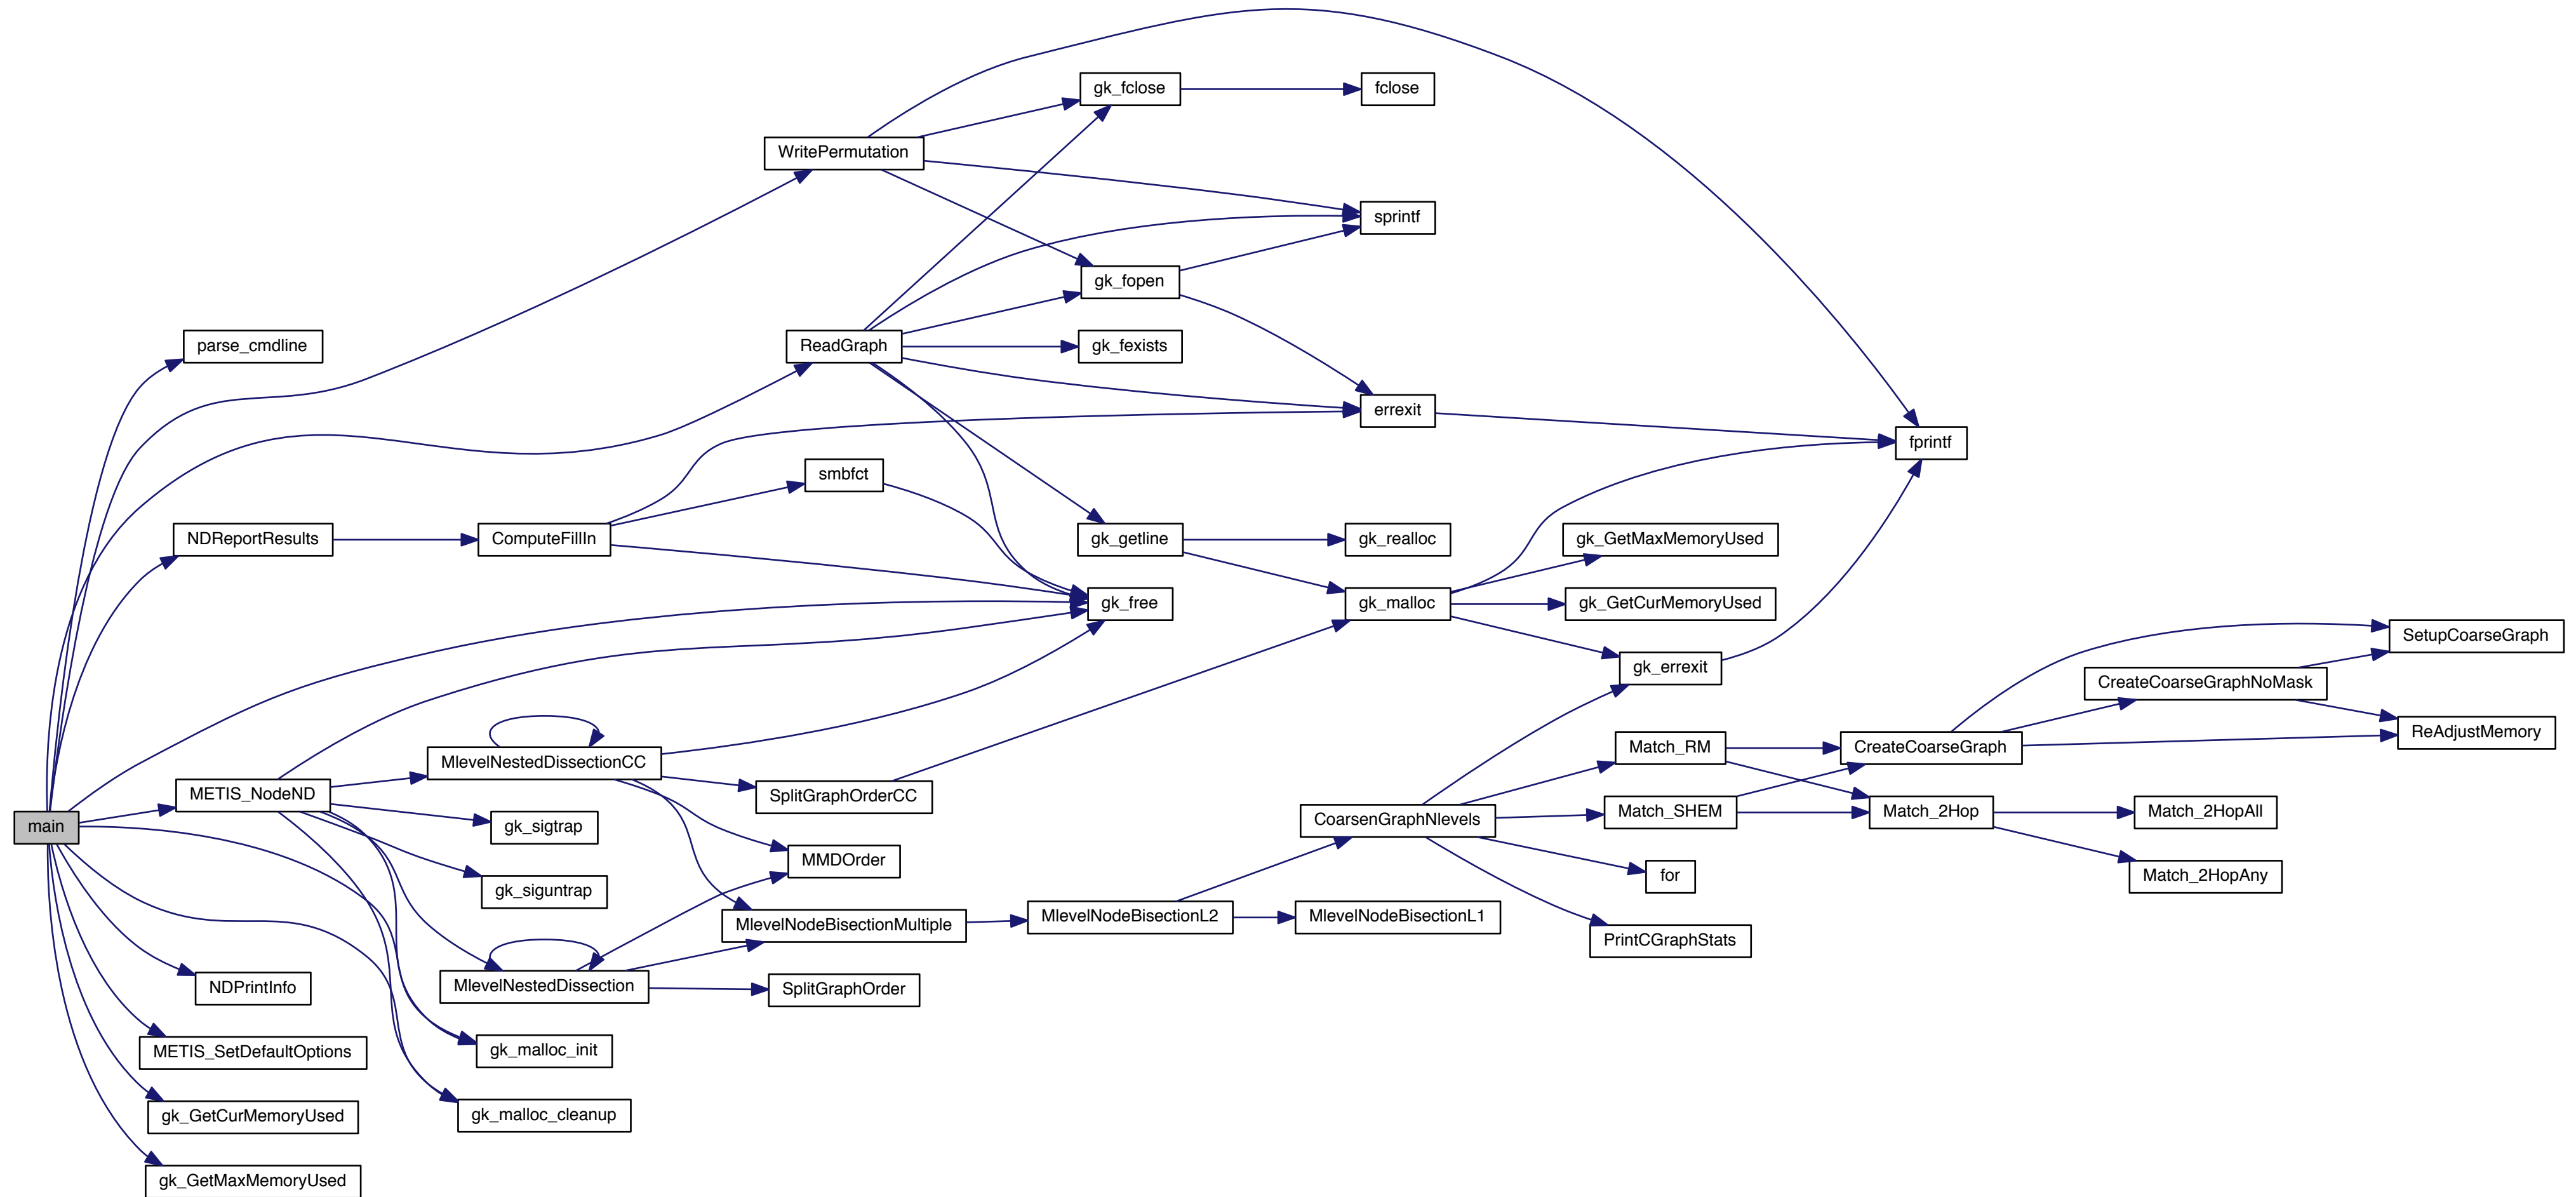 gk_fclose
fclose
WritePermutation
sprintf
gk_fopen
parse_cmdline
ReadGraph
gk_fexists
errexit
fprintf
smbfct
NDReportResults
ComputeFillIn
gk_getline
gk_realloc
gk_GetMaxMemoryUsed
gk_free
gk_malloc
gk_GetCurMemoryUsed
SetupCoarseGraph
gk_errexit
CreateCoarseGraphNoMask
ReAdjustMemory
MlevelNestedDissectionCC
Match_RM
CreateCoarseGraph
METIS_NodeND
SplitGraphOrderCC
main
gk_sigtrap
CoarsenGraphNlevels
Match_SHEM
Match_2Hop
Match_2HopAll
MMDOrder
gk_siguntrap
for
Match_2HopAny
MlevelNodeBisectionMultiple
MlevelNodeBisectionL2
MlevelNodeBisectionL1
PrintCGraphStats
NDPrintInfo
MlevelNestedDissection
SplitGraphOrder
METIS_SetDefaultOptions
gk_malloc_init
gk_GetCurMemoryUsed
gk_malloc_cleanup
gk_GetMaxMemoryUsed